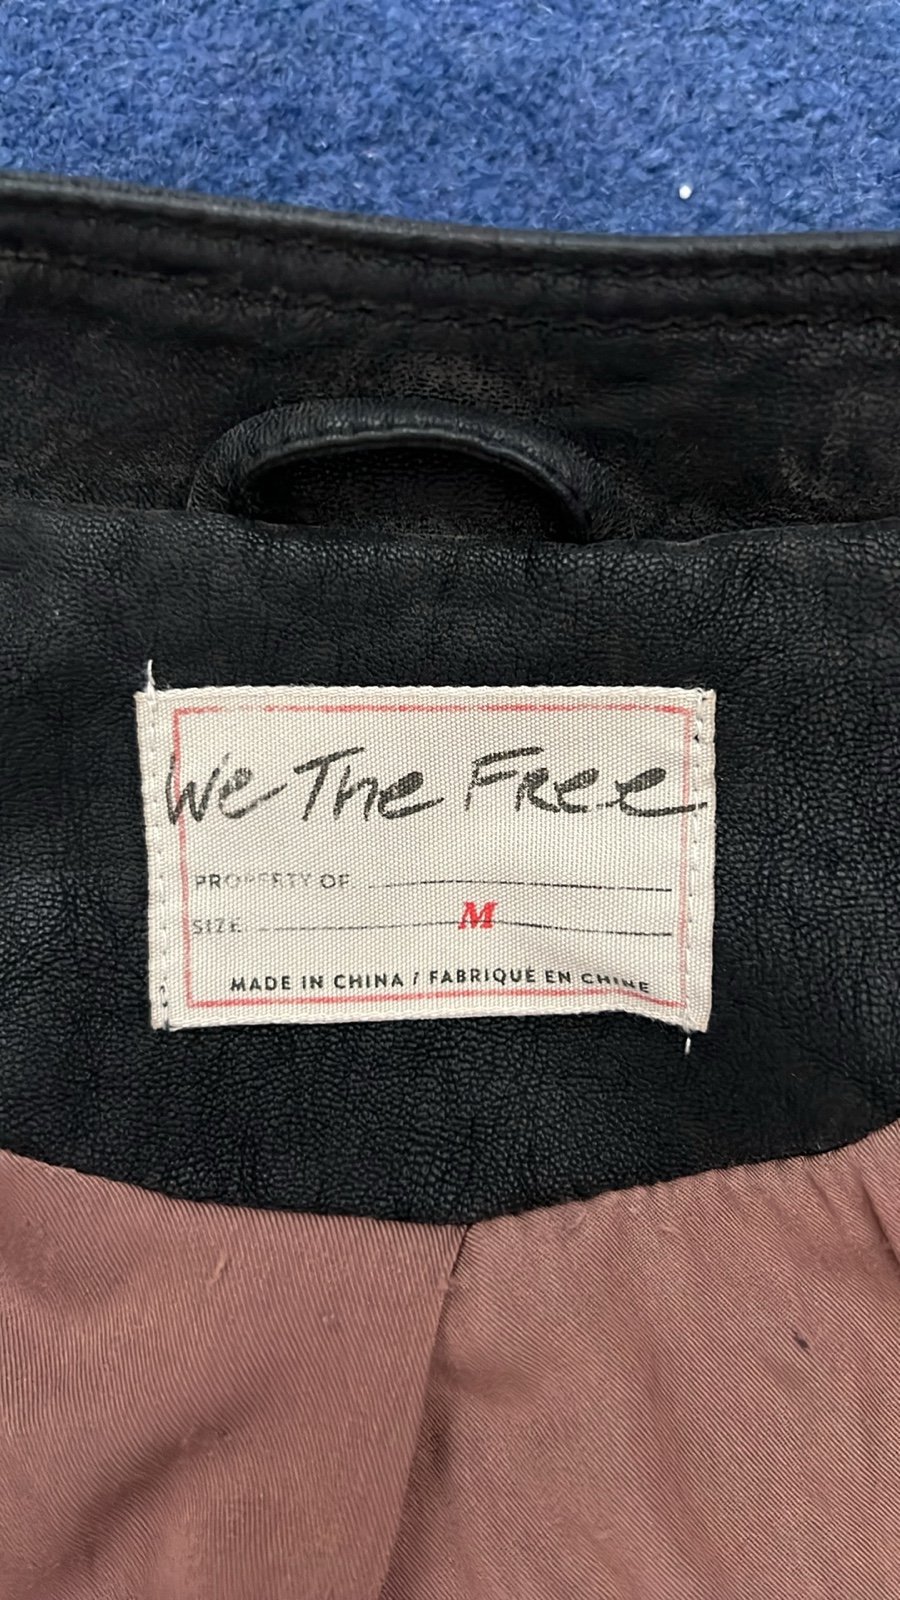 We The Free
PROPERTY OF
SIZE M
MADE IN CHINA / FABRIQUÉ EN CHINE